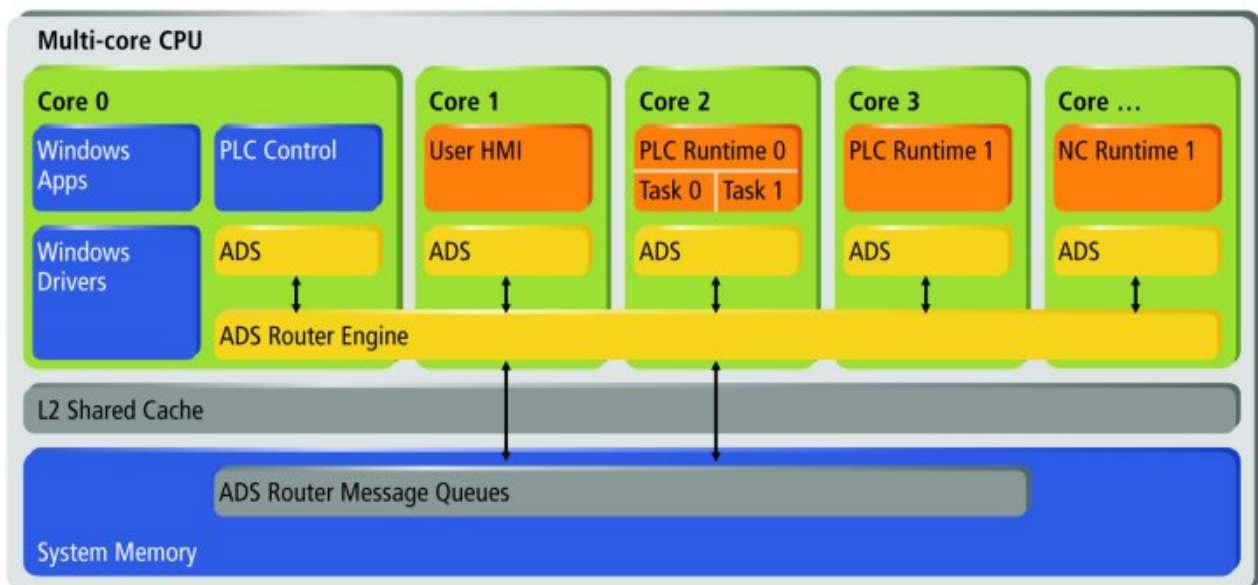 Multi-core CPU
Core 0
Windows
Apps
PLC Control
Windows
Drivers
ADS
Core 1
User HMI
ADS
Core 2
PLC Runtime 0
Task 0
Task 1
ADS
Core 3
PLC Runtime 1
ADS
Core …
NC Runtime 1
ADS
ADS Router Engine
L2 Shared Cache
ADS Router Message Queues
System Memory